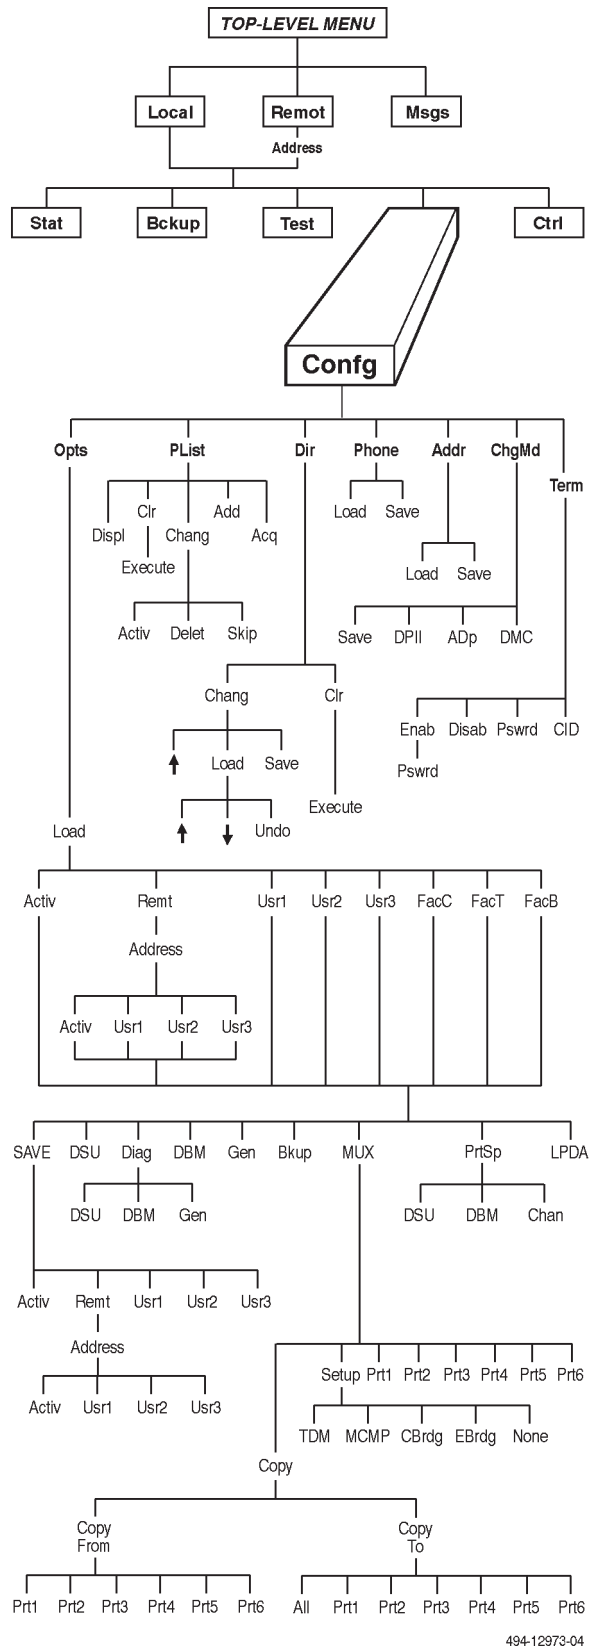 TOP-LEVEL MENU
Local Remot Msgs
Address
Stat Bckup Test Ctrl
Confg
Opts PList Dir Phone Addr ChgMd
Term
Clr Add Load Save
Displ Chang Acq
Execute
Load Save
Activ Delet Skip
Save DPII ADp DMC
Chang Clr
Enab Disab Pswrd CID
Load Save
Pswrd
Execute
Load Undo
Activ Remt Usr1 Usr2 Usr3 FacC FacT FacB
Address
Activ Usr1 Usr2 Usr3
SAVE DSU Diag DBM Gen Bkup MUX PrtSp LPDA
DSU DBM Gen DSU DBM Chan
Activ Remt Usr1 Usr2 Usr3
Address
Setup Prt1 Prt2 Prt3 Prt4 Prt5 Prt6
Activ Usr1 Usr2 Usr3
TDM MCMP CBrdg EBrdg None
Copy
Copy From Copy To
Prt1 Prt2 Prt3 Prt4 Prt5 Prt6 All Prt1 Prt2 Prt3 Prt4 Prt5 Prt6
494-12973-04